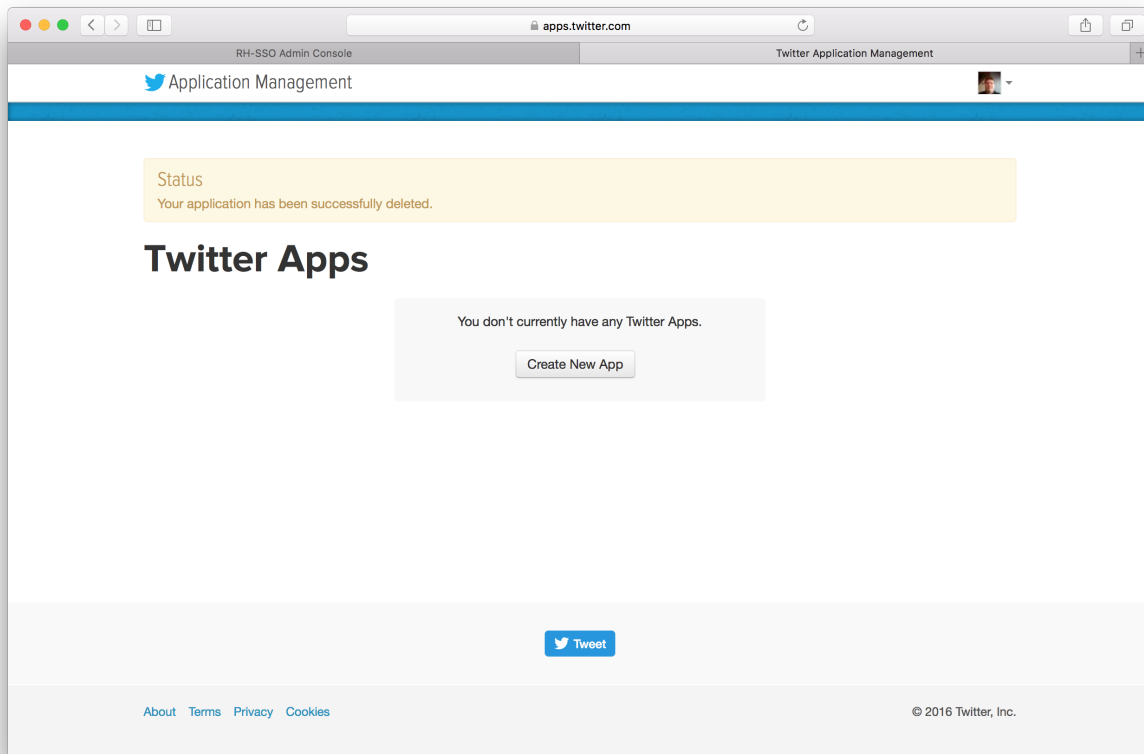 apps.twitter.com
RH-SSO Admin Console
Twitter Application Management
Application Management
Status
Your application has been successfully deleted.
Twitter Apps
You don't currently have any Twitter Apps.
Create New App
Tweet
About Terms Privacy Cookies
© 2016 Twitter, Inc.